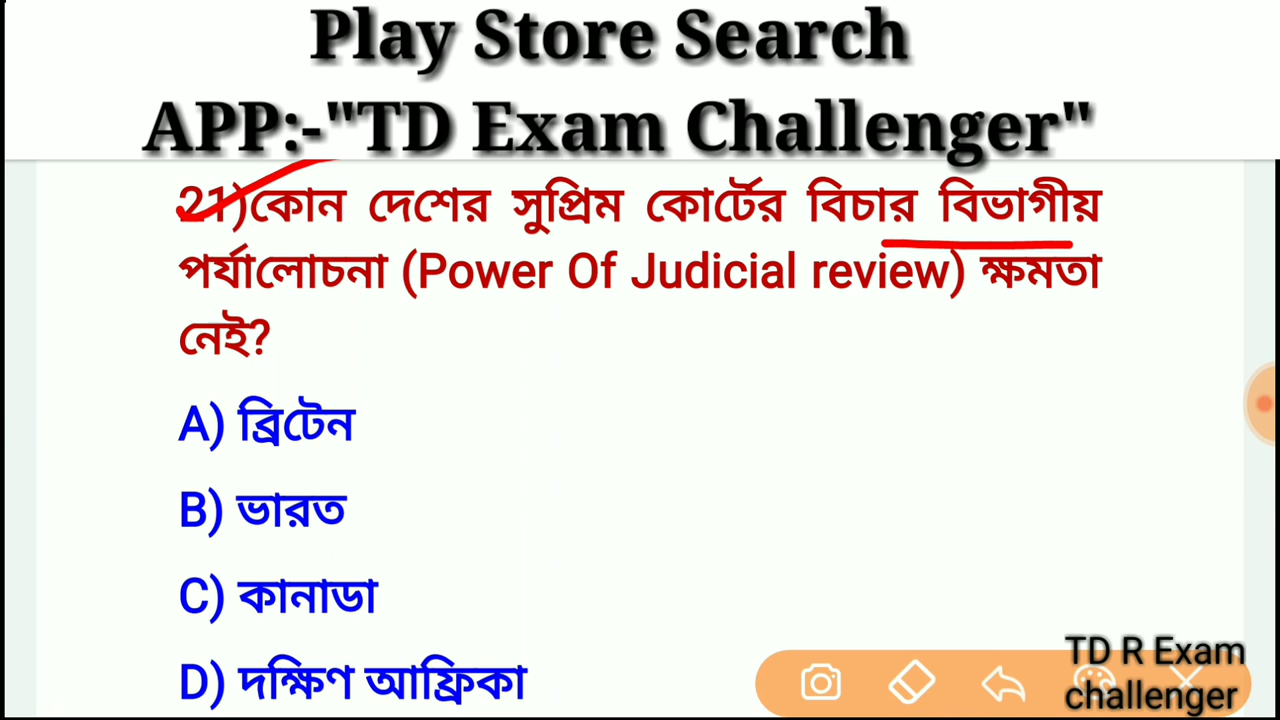 Play Store Search
APP:-"TD Exam Challenger"
21)কোন দেশের সুপ্রিম কোর্টের বিচার বিভাগীয়
পর্যালোচনা (Power Of Judicial review) ক্ষমতা
নেই?
A) ব্রিটেন
B) ভারত
C) কানাডা
D) দক্ষিণ আফ্রিকা
TD R Exam
challenger